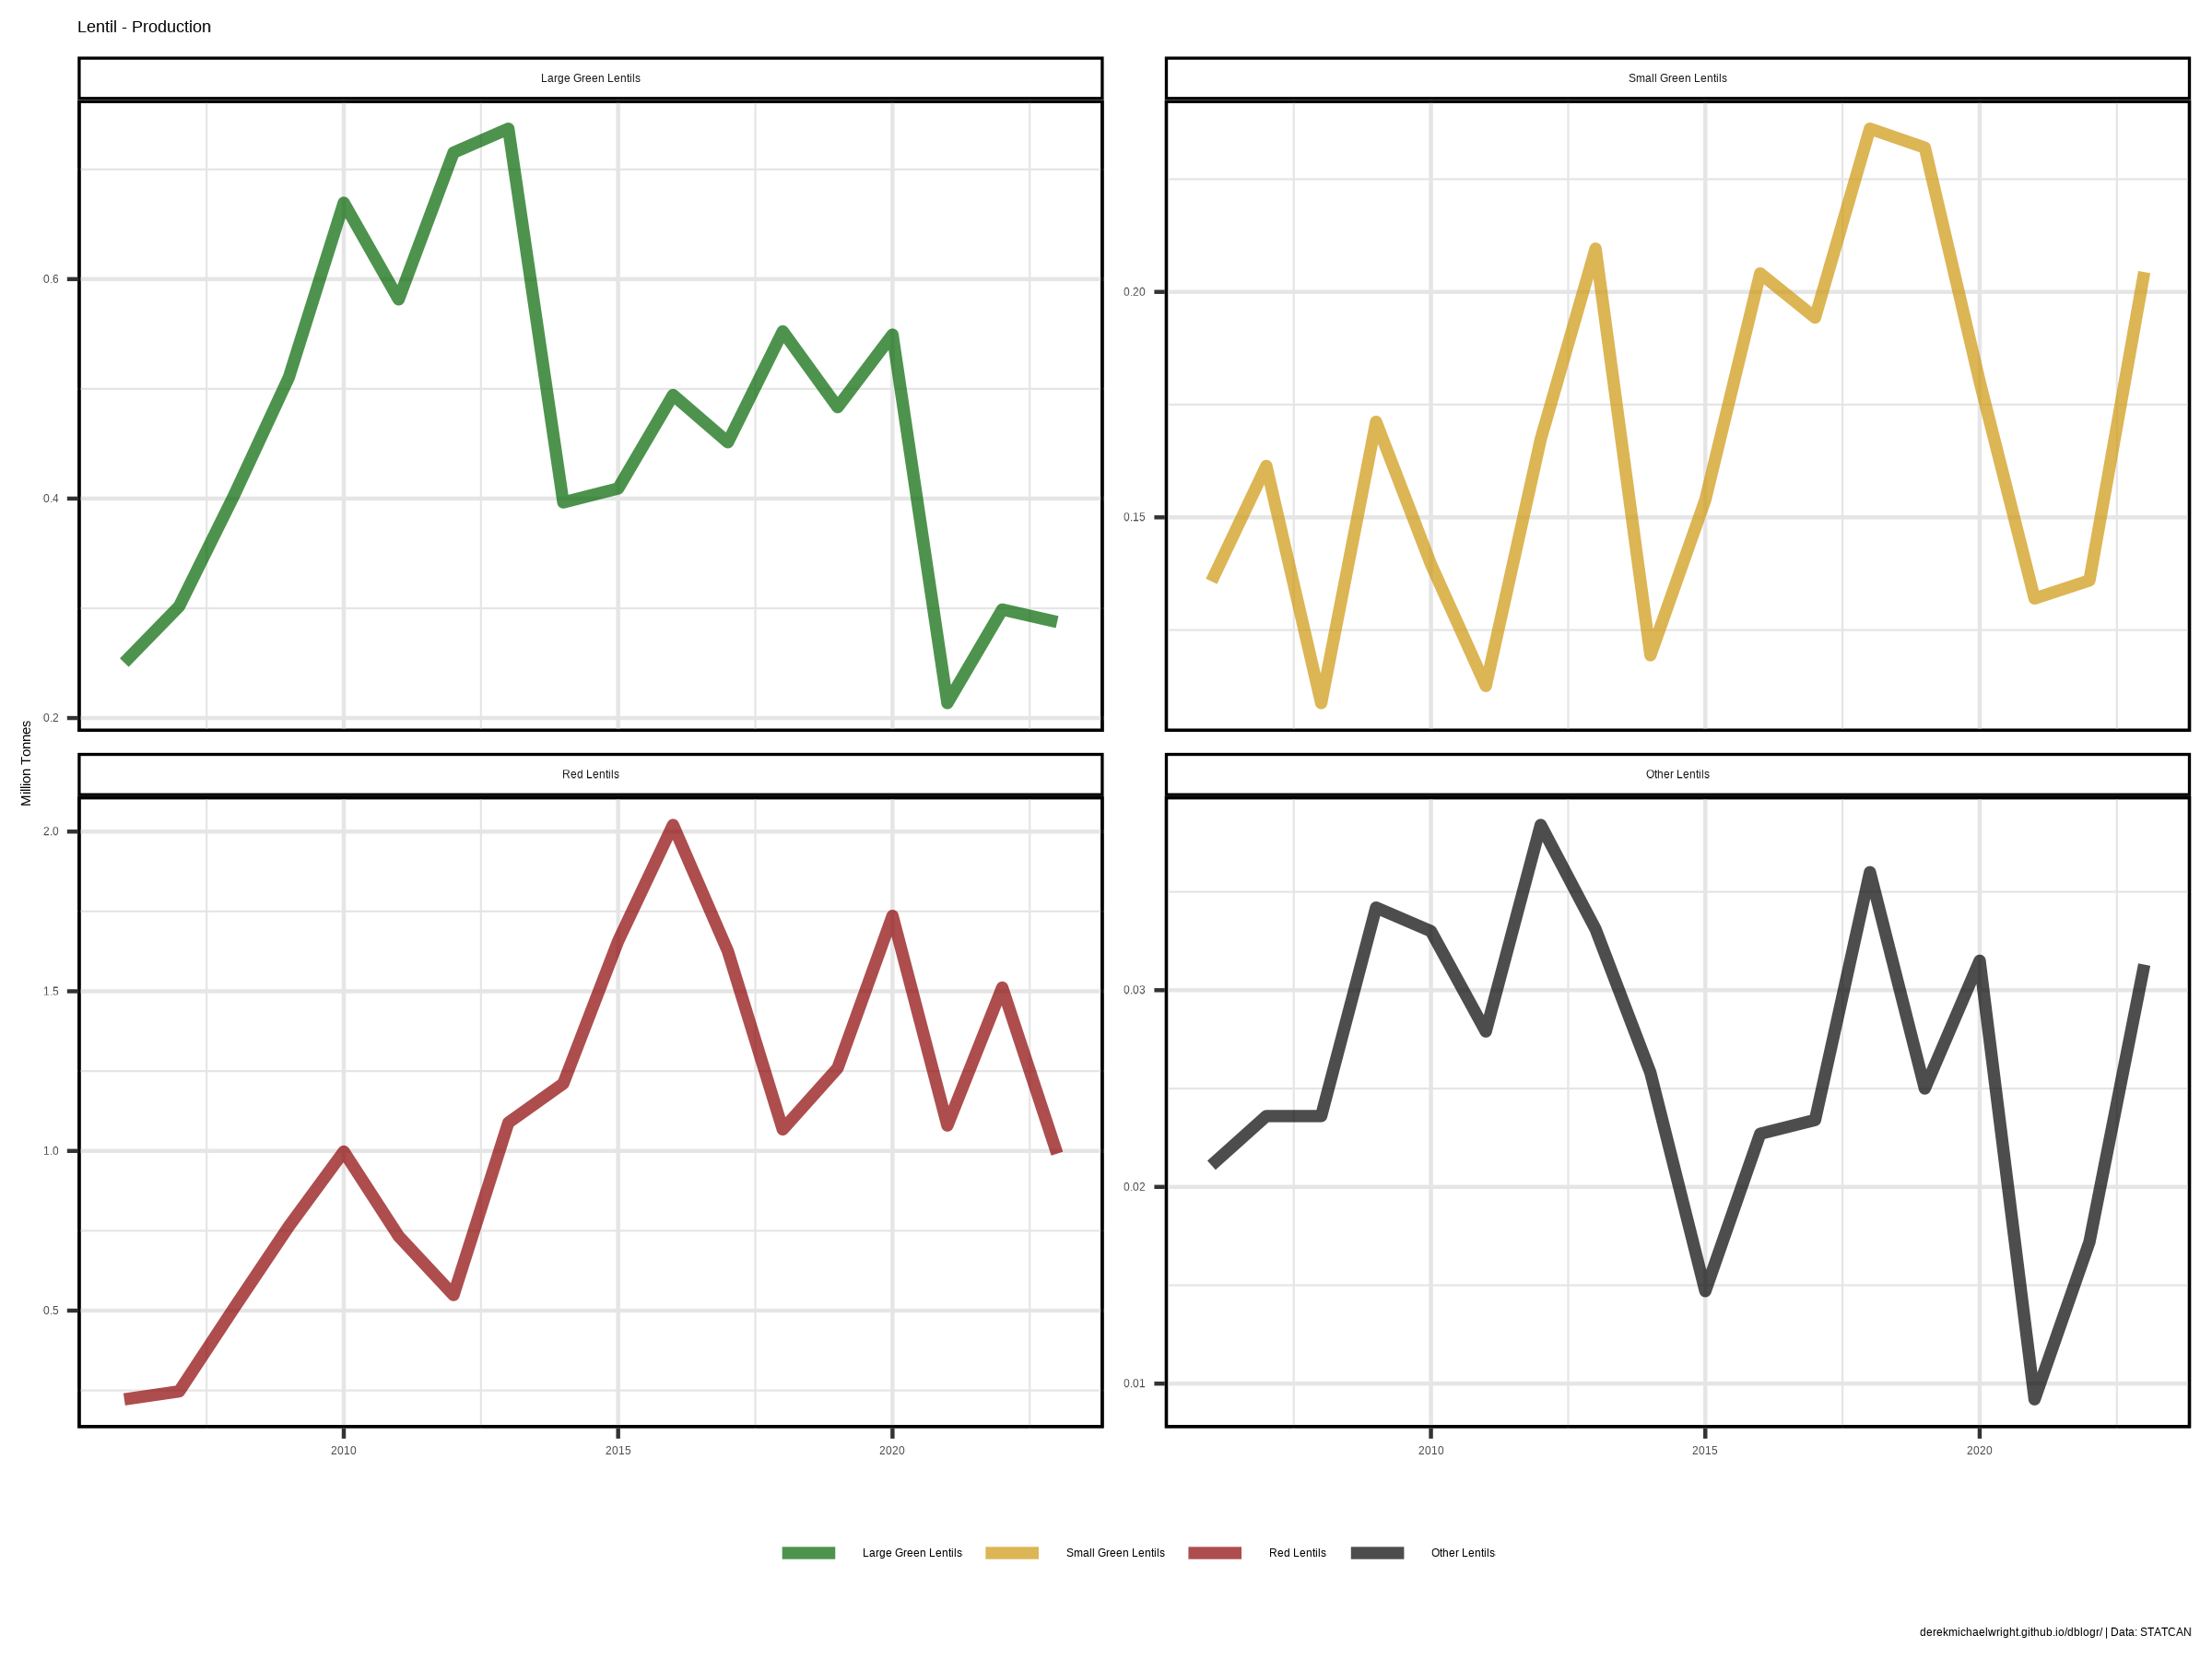 Lentil - Production
Large Green Lentils
Small Green Lentils
0.6
0.4
0.2
0.20
0.15
Million Tonnes
Red Lentils
Other Lentils
2.0
1.5
1.0
0.5
0.03
0.02
0.01
2010 2015 2020
2010 2015 2020
Large Green Lentils Small Green Lentils Red Lentils Other Lentils
derekmichaelwright.github.io/dblogr/ | Data: STATCAN